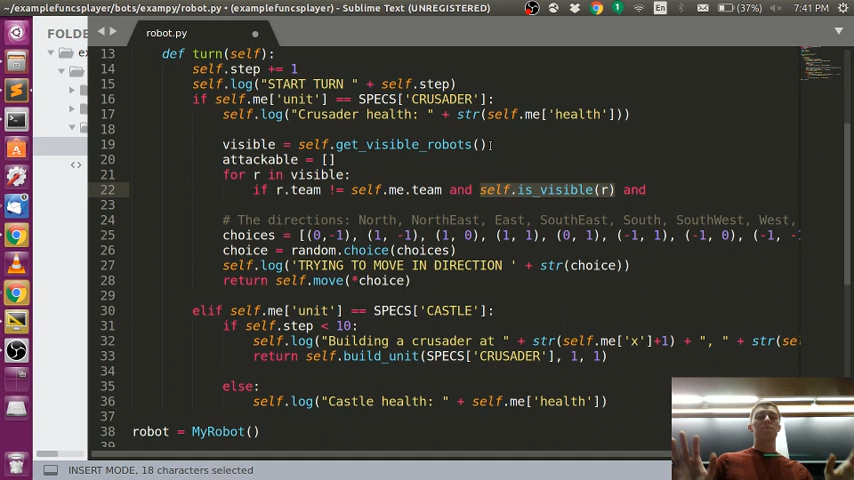 ~/examplefuncsplayer/bots/exampy/robot.py • (examplefuncsplayer) - Sublime Text (UNREGISTERED)
En
(37%)
7:41 PM
FOLDE
robot.py
13 def turn(self):
14 self.step += 1
15 self.log("START TURN " + self.step)
16 if self.me['unit'] == SPECS['CRUSADER']:
17 self.log("Crusader health: " + str(self.me['health']))
18
19 visible = self.get_visible_robots()
20 attackable = []
21 for r in visible:
22 if r.team != self.me.team and self.is_visible(r) and
23
24 # The directions: North, NorthEast, East, SouthEast, South, SouthWest, West,
25 choices = [(0,-1), (1, -1), (1, 0), (1, 1), (0, 1), (-1, 1), (-1, 0), (-1, -1
26 choice = random.choice(choices)
27 self.log('TRYING TO MOVE IN DIRECTION ' + str(choice))
28 return self.move(*choice)
29
30 elif self.me['unit'] == SPECS['CASTLE']:
31 if self.step < 10:
32 self.log("Building a crusader at " + str(self.me['x']+1) + ", " + str(sel
33 return self.build_unit(SPECS['CRUSADER'], 1, 1)
34
35 else:
36 self.log("Castle health: " + self.me['health'])
37
38 robot = MyRobot()
39
INSERT MODE, 18 characters selected